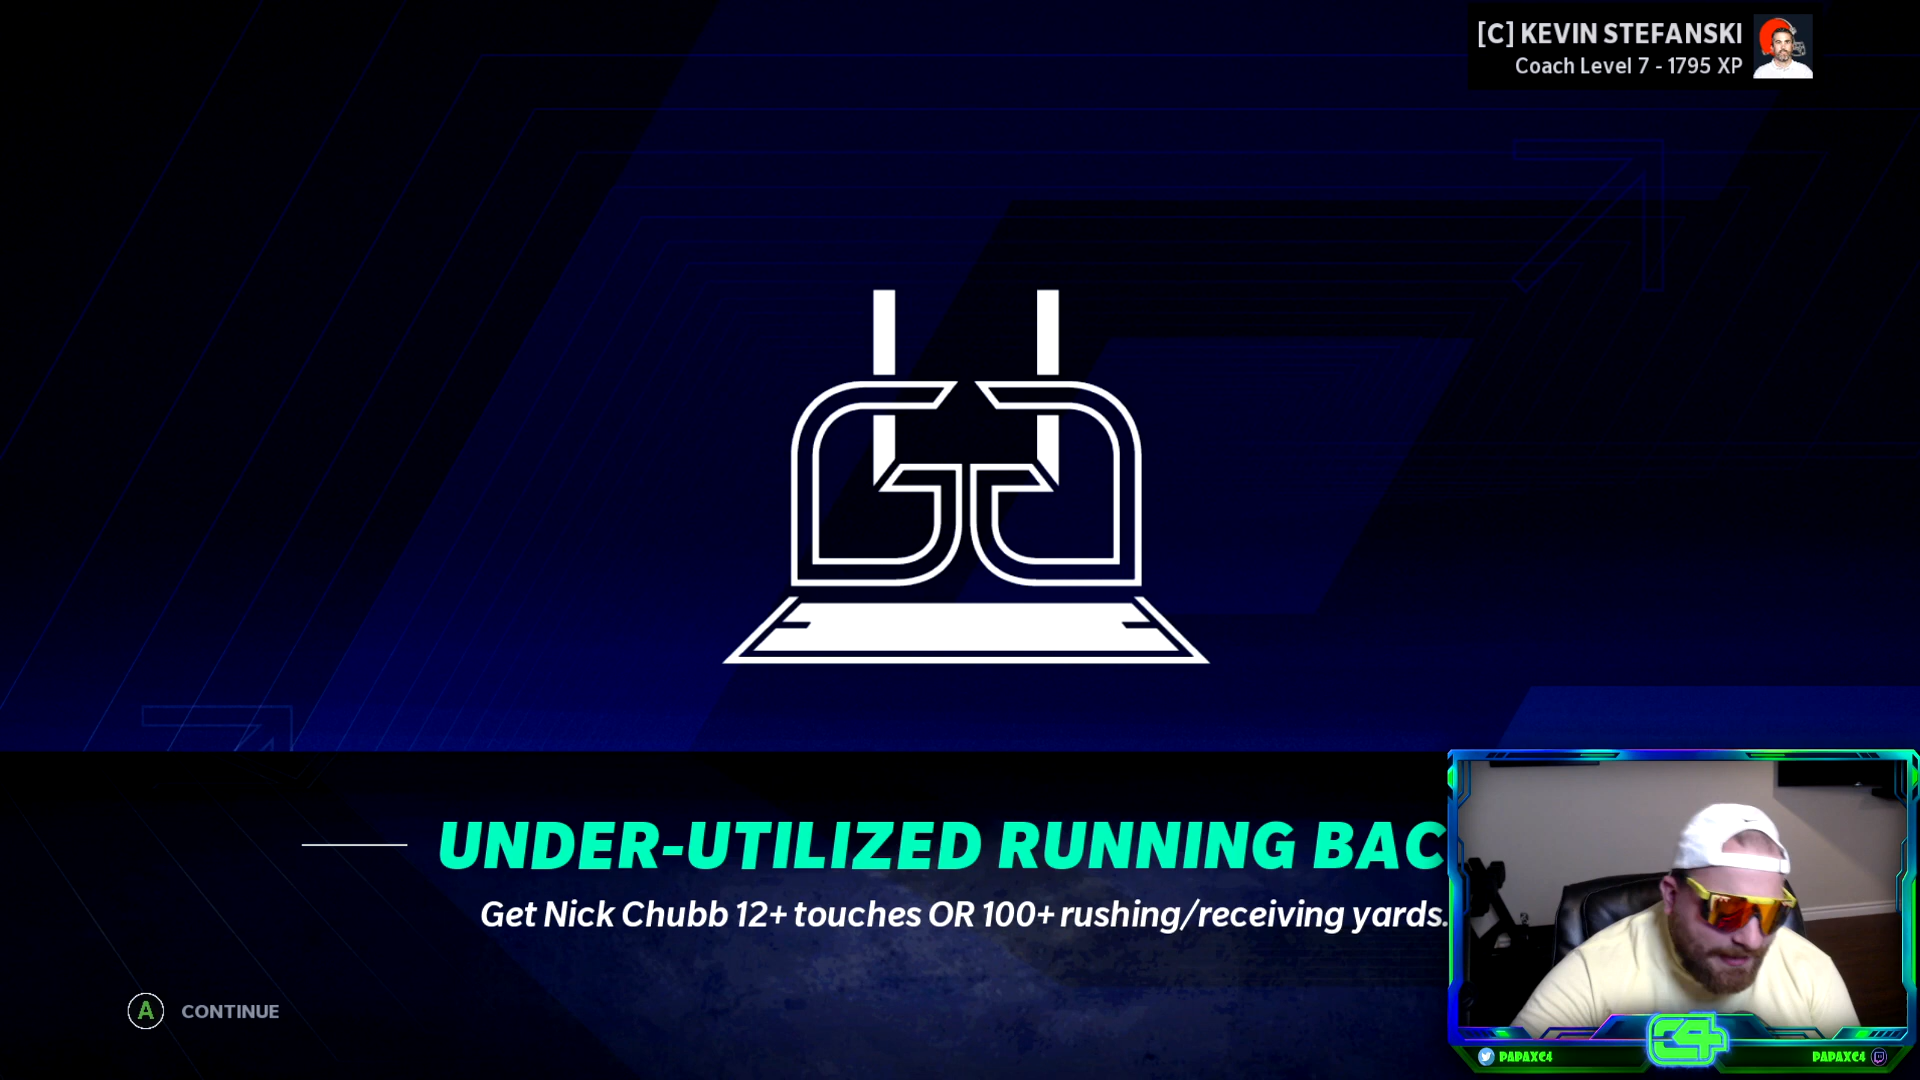 [C] KEVIN STEFANSKI
Coach Level 7 - 1795 XP
UNDER-UTILIZED RUNNING BAC
Get Nick Chubb 12+ touches OR 100+ rushing/receiving yards.
A CONTINUE
C4
PAPAXC4
PAPAXC4